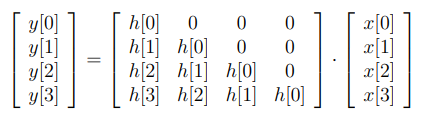 y[0] h[0] 0 0 0 x[0]
y[1] h[1] h[0] 0 0 x[1]
y[2] = h[2] h[1] h[0] 0 · x[2]
y[3] h[3] h[2] h[1] h[0] x[3]